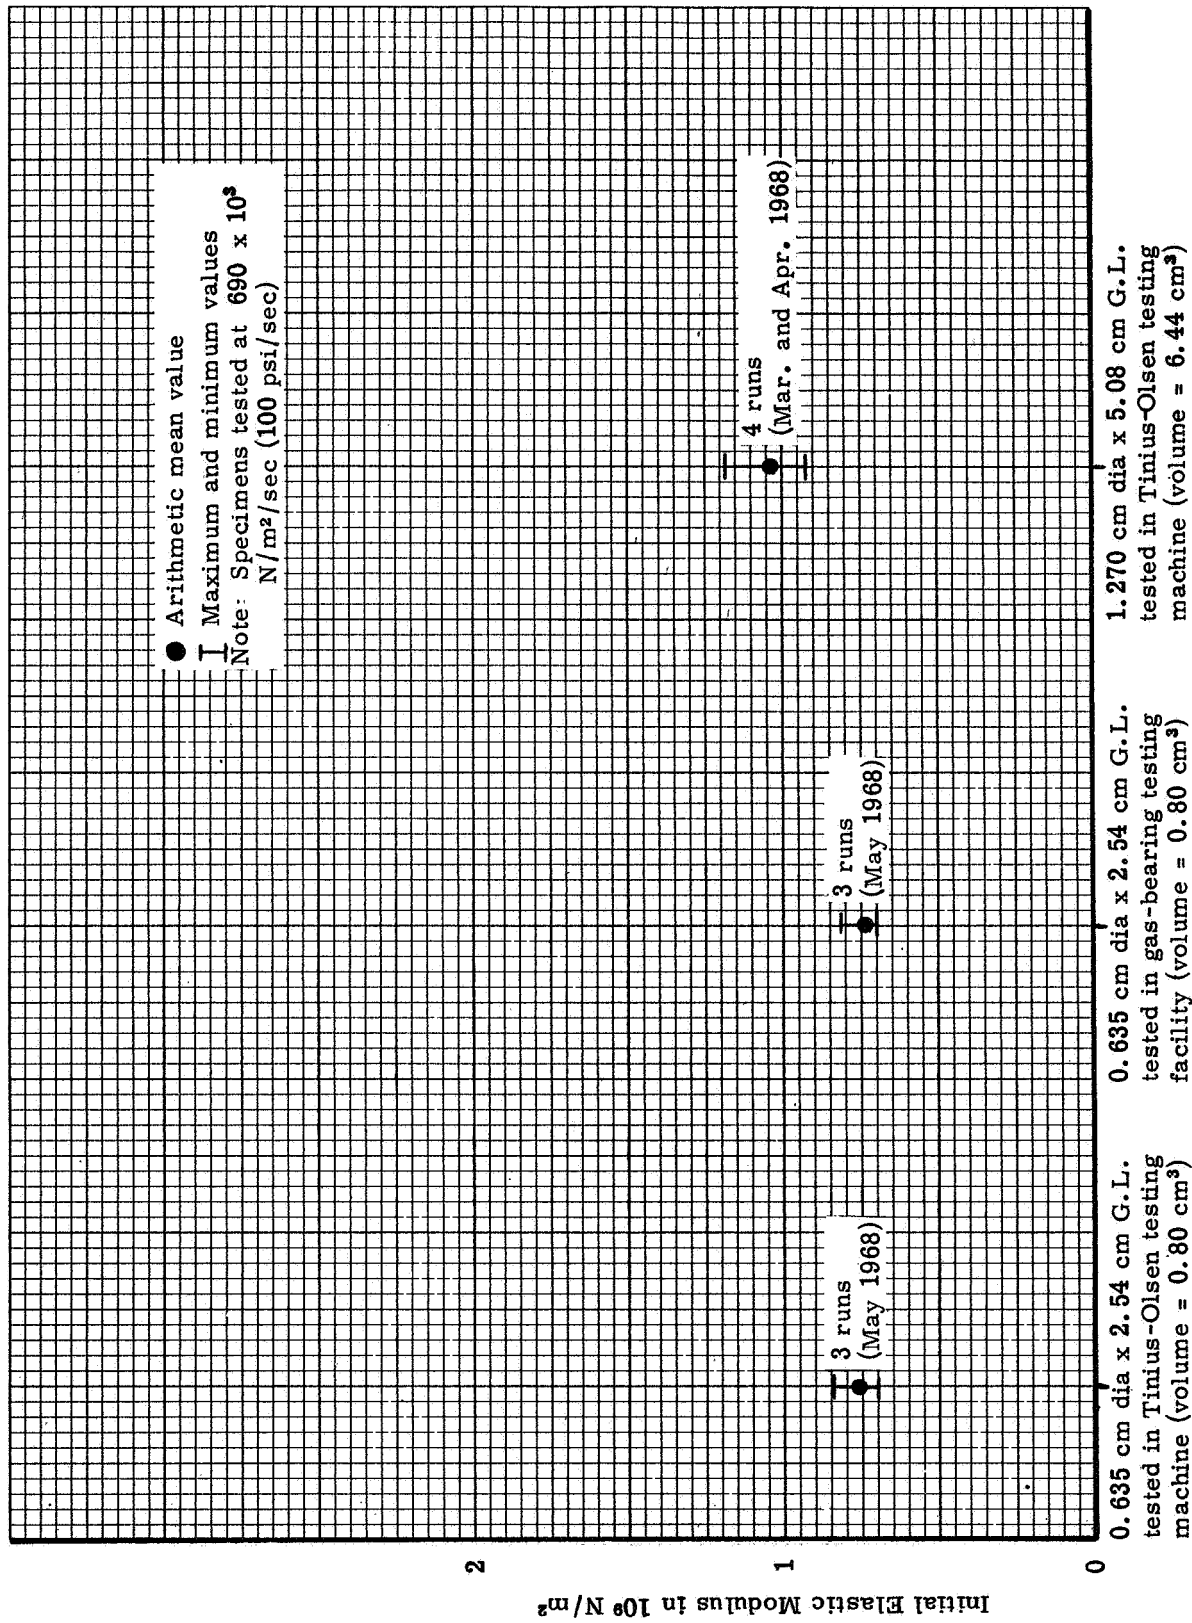 ● Arithmetic mean value
Maximum and minimum values
Note: Specimens tested at 690 x 10³
N/m²/sec (100 psi/sec)
3 runs
(May 1968)
3 runs
(May 1968)
4 runs
(Mar. and Apr. 1968)
Initial Elastic Modulus in 10⁹ N/m²
2
1
0
0.635 cm dia x 2.54 cm G.L.
tested in Tinius-Olsen testing
machine (volume = 0.80 cm³)
0.635 cm dia x 2.54 cm G.L.
tested in gas-bearing testing
facility (volume = 0.80 cm³)
1.270 cm dia x 5.08 cm G.L.
tested in Tinius-Olsen testing
machine (volume = 6.44 cm³)